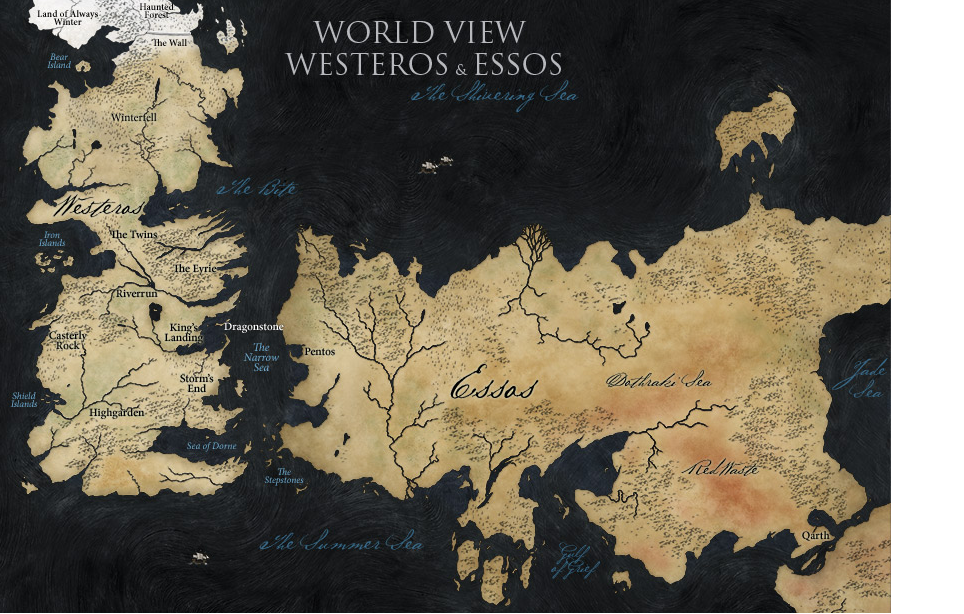 Land of Always
Winter
Haunted
Forest
The Wall
WORLD VIEW
WESTEROS & ESSOS
The Shivering Sea
Bear
Island
Winterfell
The Bite
Westeros
Iron
Islands
The Twins
The Eyrie
Riverrun
King's
Landing
Dragonstone
Casterly
Rock
The
Narrow
Sea
Pentos
Storm's
End
Essos
Dothraki Sea
Jade
Sea
Shield
Islands
Highgarden
Sea of Dorne
The
Stepstones
Red Waste
Qarth
The Summer Sea
Gulf
of Grief